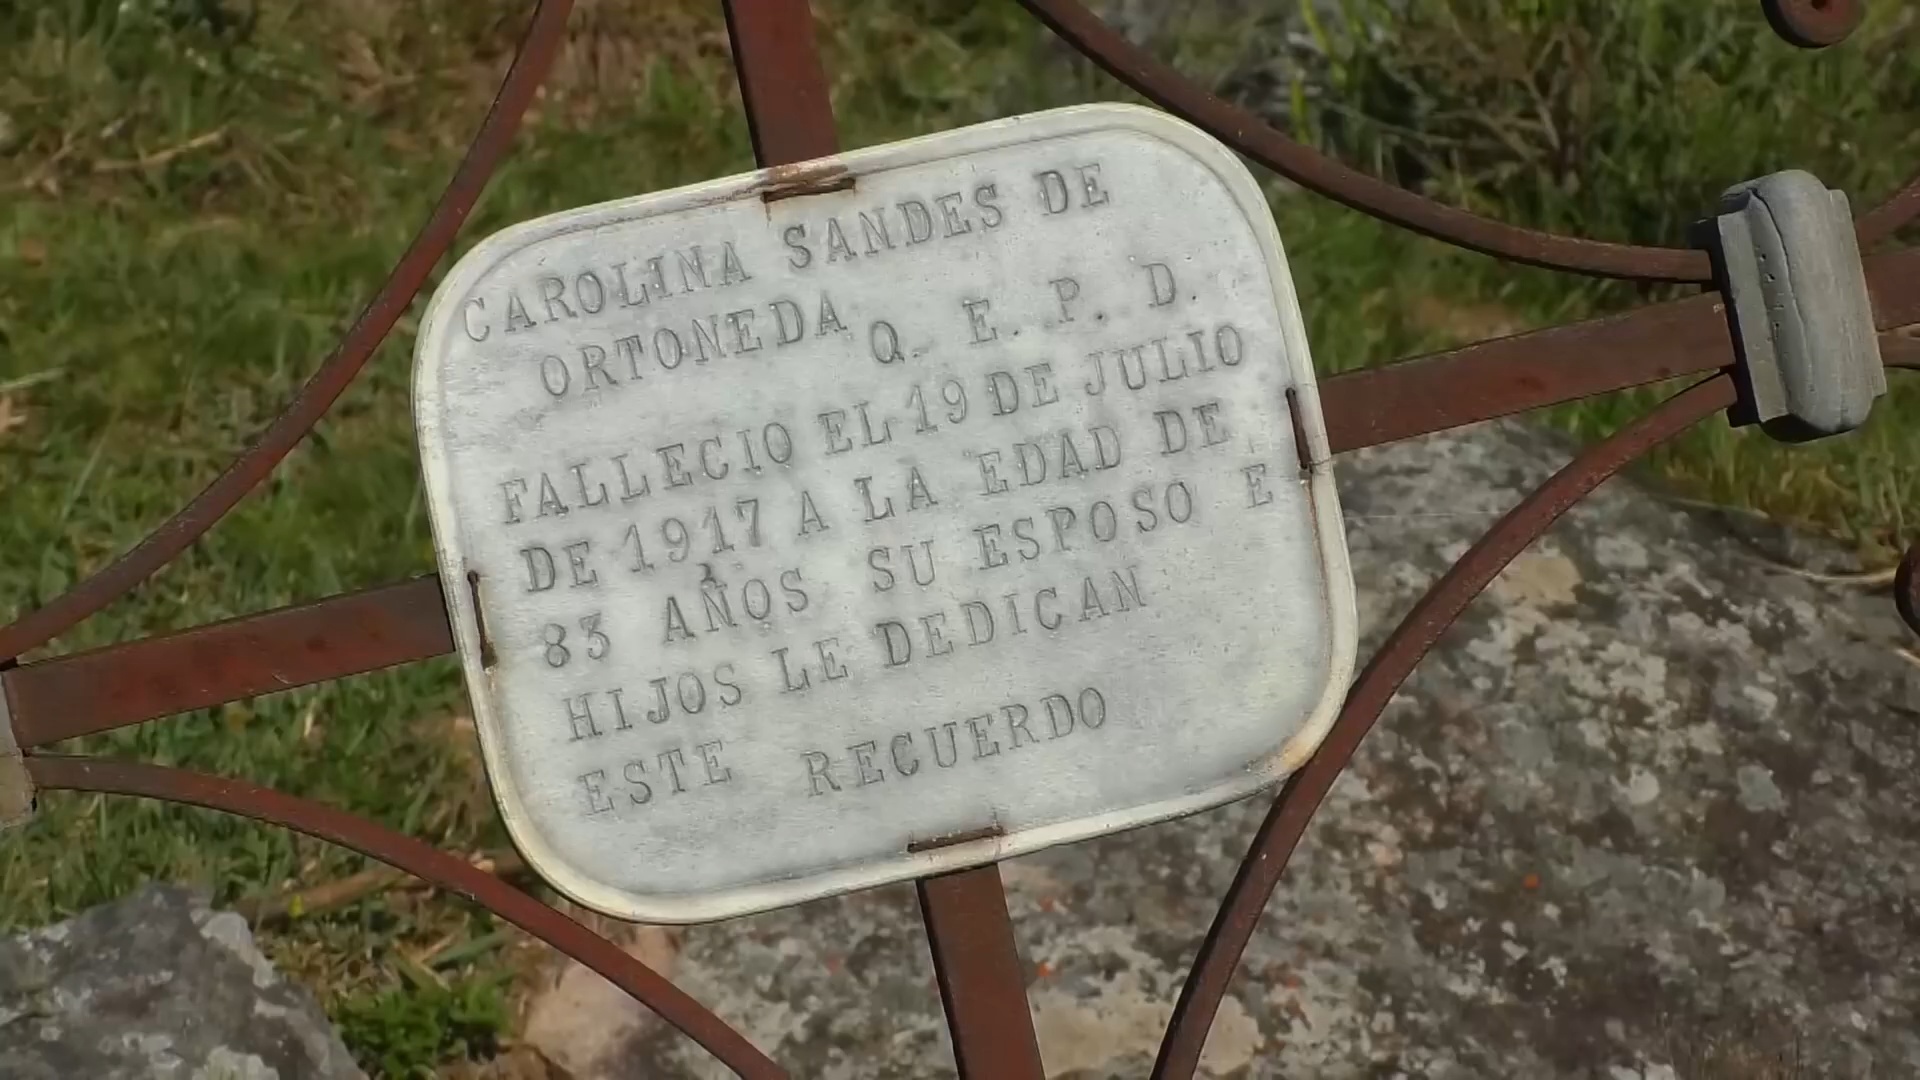 CAROLINA SANDES DE
ORTONEDA Q. E. P. D.
FALLECIO EL 19 DE JULIO
DE 1917 A LA EDAD DE
83 AÑOS SU ESPOSO E
HIJOS LE DEDICAN
ESTE RECUERDO